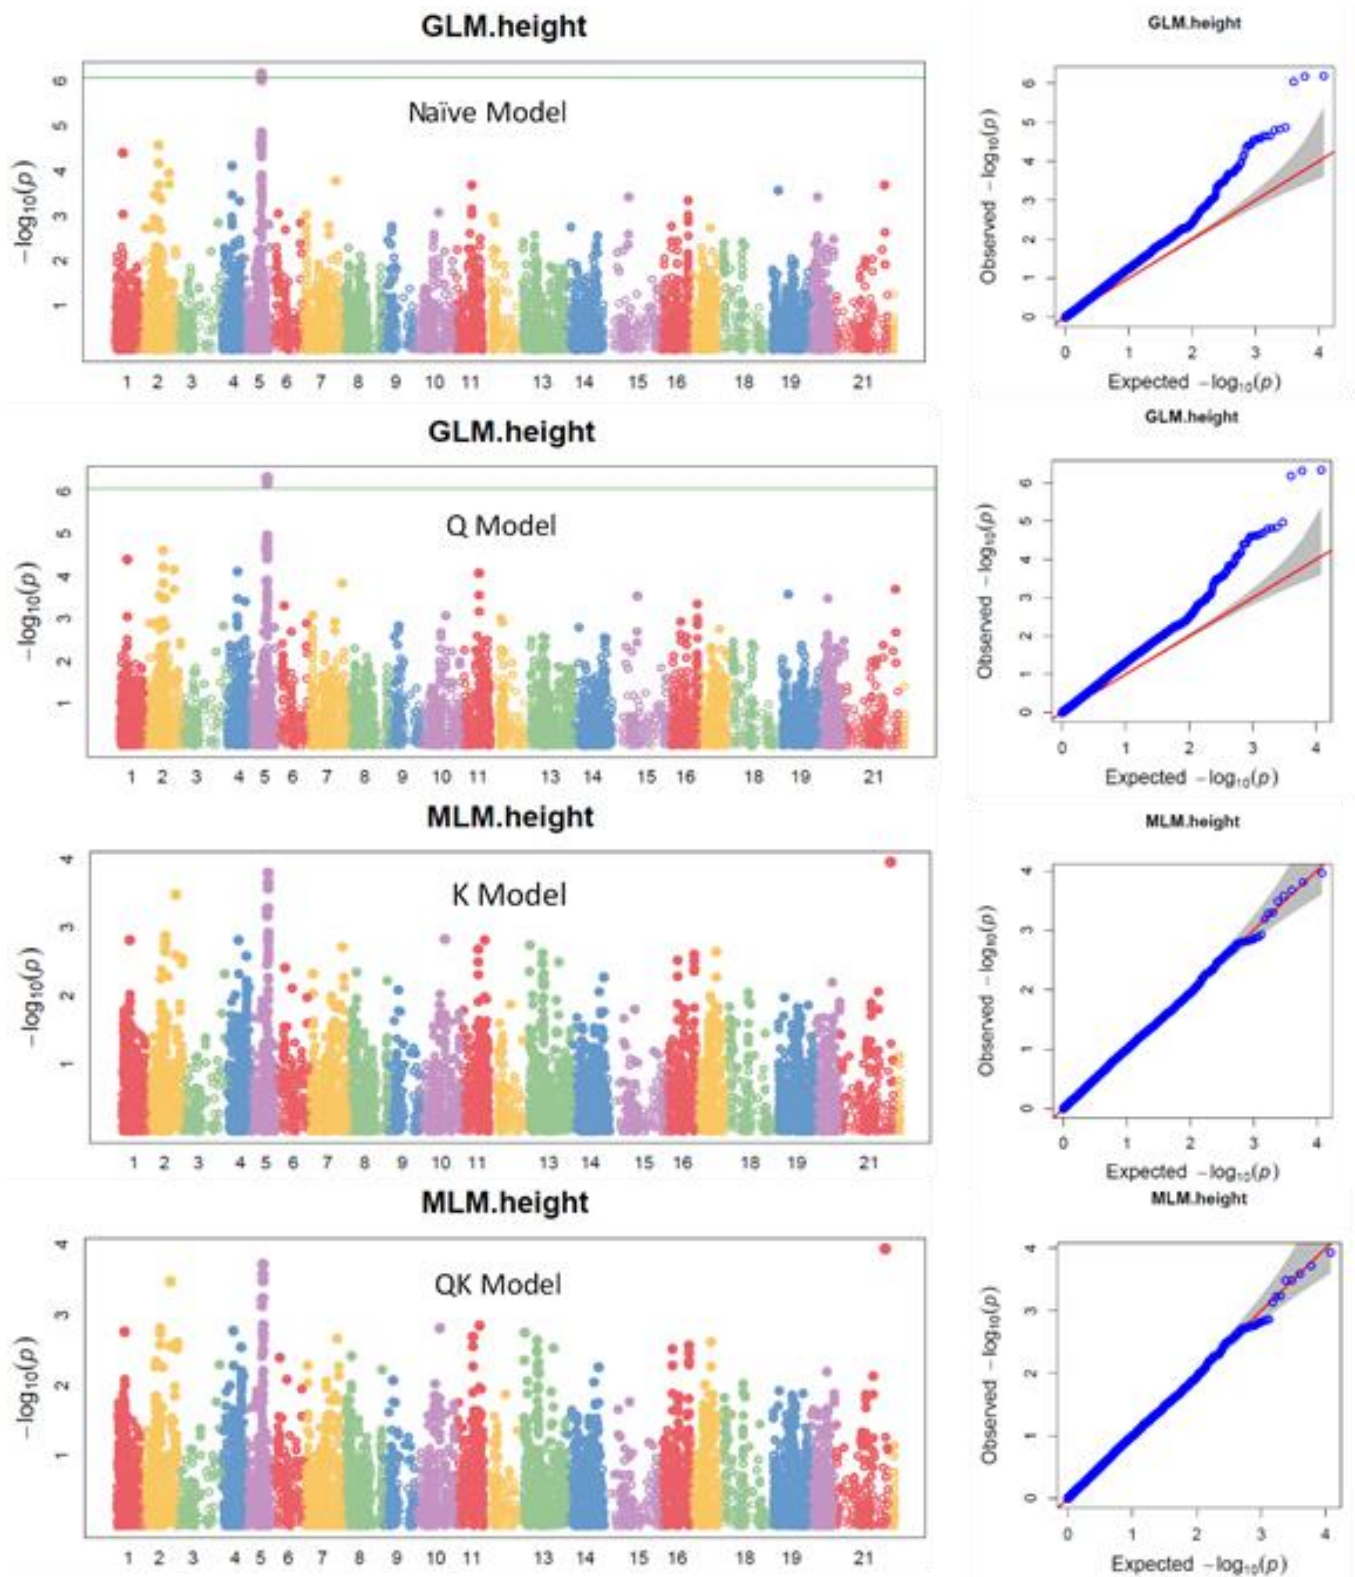 GLM.height
GLM.height
Naïve Model
−log10(p)
6
5
4
3
2
1
1 2 3 4 5 6 7 8 9 10 11 13 14 15 16 18 19 21
Observed −log10(p)
6
5
4
3
2
1
0
0 1 2 3 4
Expected −log10(p)
GLM.height
GLM.height
Q Model
−log10(p)
6
5
4
3
2
1
1 2 3 4 5 6 7 8 9 10 11 13 14 15 16 18 19 21
Observed −log10(p)
6
5
4
3
2
1
0
0 1 2 3 4
Expected −log10(p)
MLM.height
MLM.height
K Model
−log10(p)
4
3
2
1
1 2 3 4 5 6 7 8 9 10 11 13 14 15 16 18 19 21
Observed −log10(p)
4
3
2
1
0
0 1 2 3 4
Expected −log10(p)
MLM.height
MLM.height
QK Model
−log10(p)
4
3
2
1
1 2 3 4 5 6 7 8 9 10 11 13 14 15 16 18 19 21
Observed −log10(p)
4
3
2
1
0
0 1 2 3 4
Expected −log10(p)